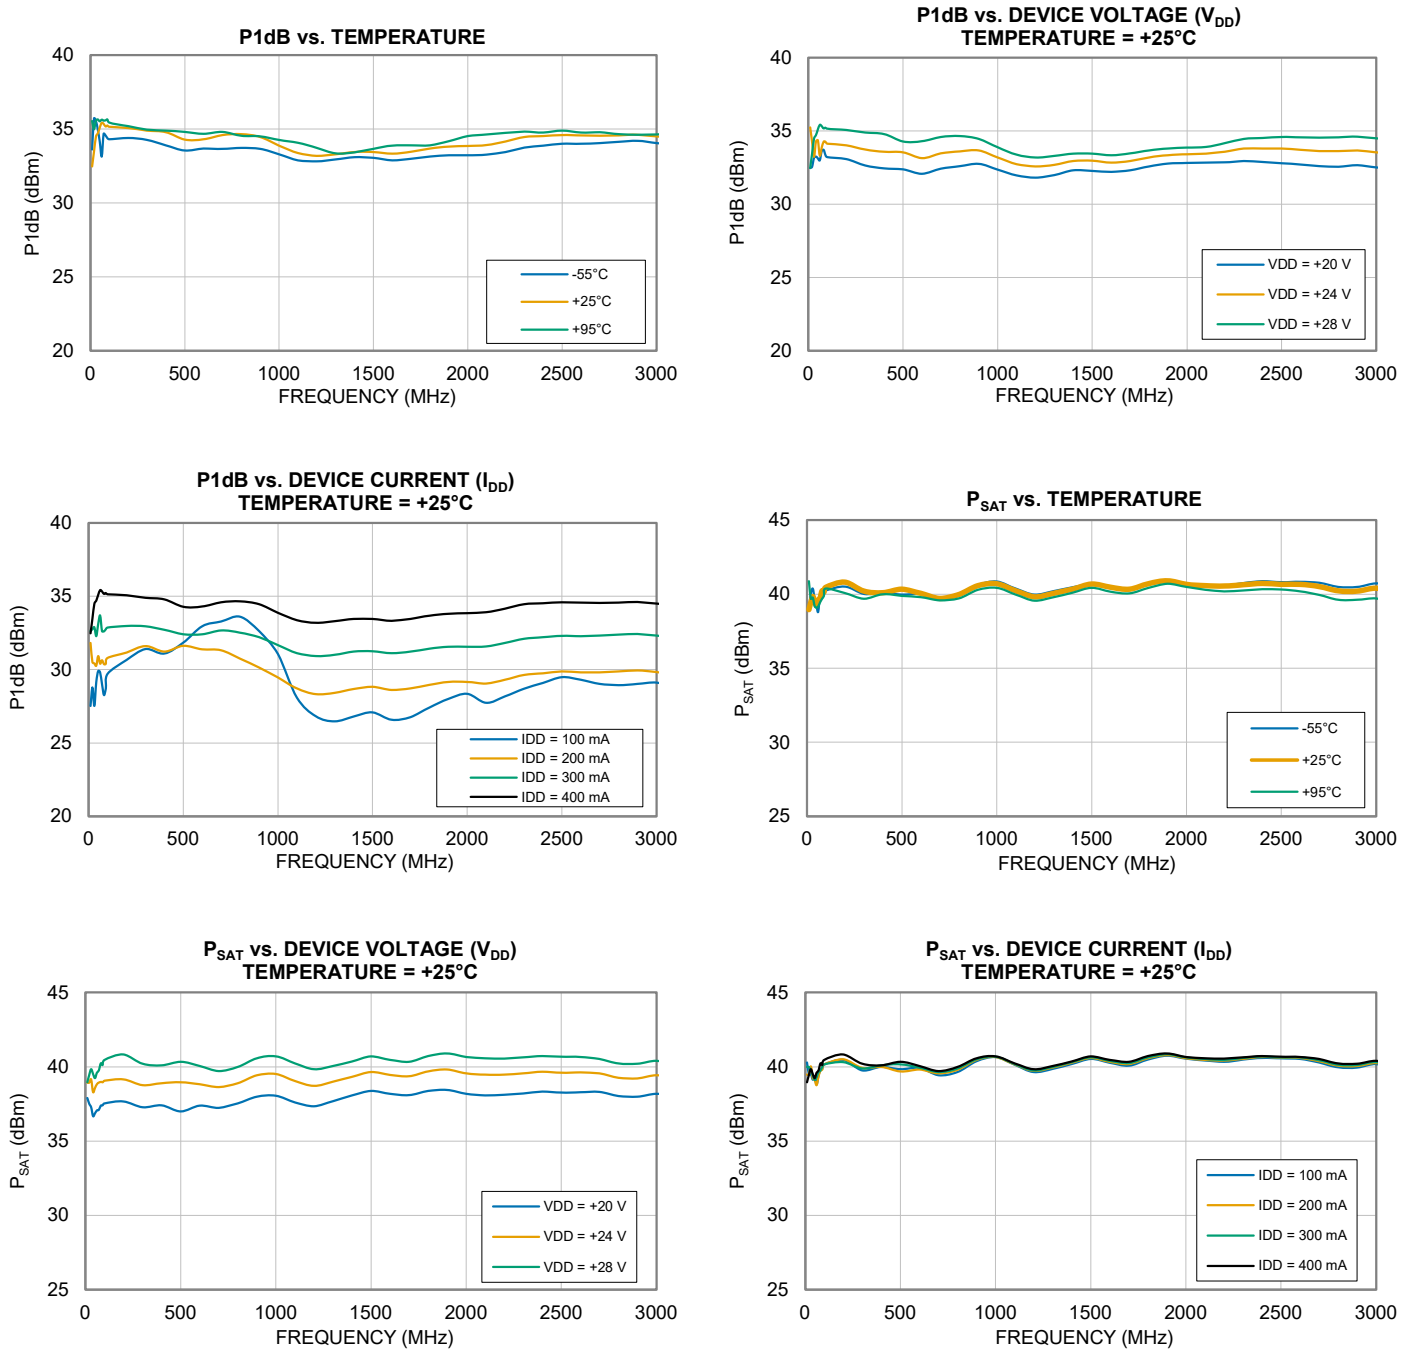 P1dB vs. TEMPERATURE
40
35
30
25
20
P1dB (dBm)
-55°C
+25°C
+95°C
0 500 1000 1500 2000 2500 3000
FREQUENCY (MHz)
P1dB vs. DEVICE VOLTAGE (VDD)
TEMPERATURE = +25°C
40
35
30
25
20
P1dB (dBm)
VDD = +20 V
VDD = +24 V
VDD = +28 V
0 500 1000 1500 2000 2500 3000
FREQUENCY (MHz)
P1dB vs. DEVICE CURRENT (IDD)
TEMPERATURE = +25°C
40
35
30
25
20
P1dB (dBm)
IDD = 100 mA
IDD = 200 mA
IDD = 300 mA
IDD = 400 mA
0 500 1000 1500 2000 2500 3000
FREQUENCY (MHz)
PSAT vs. TEMPERATURE
45
40
35
30
25
PSAT (dBm)
-55°C
+25°C
+95°C
0 500 1000 1500 2000 2500 3000
FREQUENCY (MHz)
PSAT vs. DEVICE VOLTAGE (VDD)
TEMPERATURE = +25°C
45
40
35
30
25
PSAT (dBm)
VDD = +20 V
VDD = +24 V
VDD = +28 V
0 500 1000 1500 2000 2500 3000
FREQUENCY (MHz)
PSAT vs. DEVICE CURRENT (IDD)
TEMPERATURE = +25°C
45
40
35
30
25
PSAT (dBm)
IDD = 100 mA
IDD = 200 mA
IDD = 300 mA
IDD = 400 mA
0 500 1000 1500 2000 2500 3000
FREQUENCY (MHz)